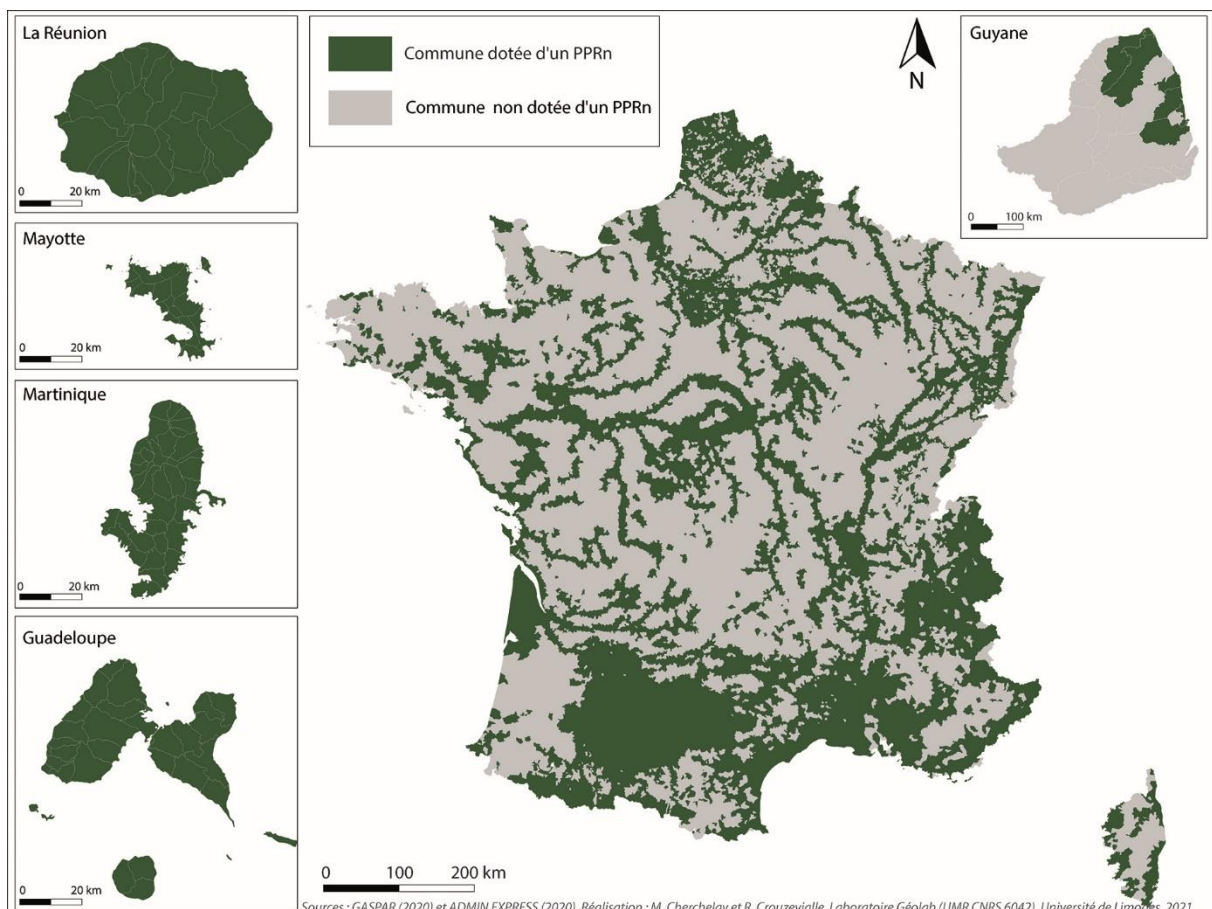 La Réunion
0 20 km
Mayotte
0 20 km
Martinique
0 20 km
Guadeloupe
0 20 km
Commune dotée d'un PPRn
Commune non dotée d'un PPRn
N
Guyane
0 100 km
0 100 200 km
Sources : GASPAR (2020) et ADMIN EXPRESS (2020). Réalisation : M. Cherchelay et R. Crouzevialle, Laboratoire Géolab (UMR CNRS 6042), Université de Limoges, 2021